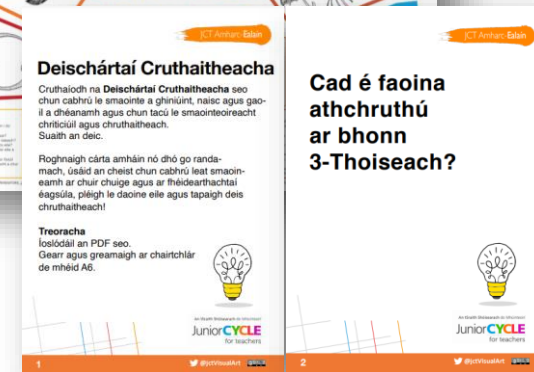 JCT Amharc-Ealaín
Deischártaí Cruthaitheacha
Cruthaíodh na Deischártaí Cruthaitheacha seo
chun cabhrú le smaointe a ghiniúint, naisc agus gao-
il a dhéanamh agus chun tacú le smaointeoireacht
chriticiúil agus chruthaitheach.
Suaith an deic.
Roghnaigh cárta amháin nó dhó go randa-
mach, úsáid an cheist chun cabhrú leat smaoin-
eamh ar chuir chuige agus ar fhéidearthachtaí
éagsúla, pléigh le daoine eile agus tapaigh deis
chruthaitheach!
Treoracha
Íoslódáil an PDF seo.
Gearr agus greamaigh ar chairtchlár
de mhéid A6.
JuniorCYCLE
for teachers
1
@jctVisualArt
JCT Amharc-Ealaín
Cad é faoina
athchruthú
ar bhonn
3-Thoiseach?
JuniorCYCLE
for teachers
2
@jctVisualArt